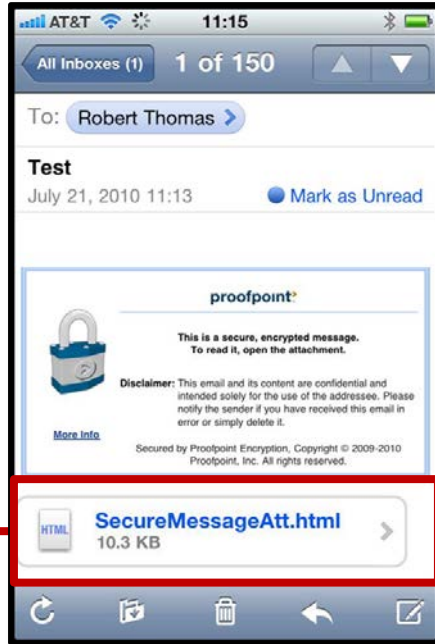 AT&T 11:15
All Inboxes (1) 1 of 150
To: Robert Thomas
Test
July 21, 2010 11:13 Mark as Unread
proofpoint
This is a secure, encrypted message.
To read it, open the attachment.
Disclaimer: This email and its content are confidential and
intended solely for the use of the addressee. Please
notify the sender if you have received this email in
error or simply delete it.
More Info
Secured by Proofpoint Encryption, Copyright © 2009-2010
Proofpoint, Inc. All rights reserved.
HTML SecureMessageAtt.html
10.3 KB